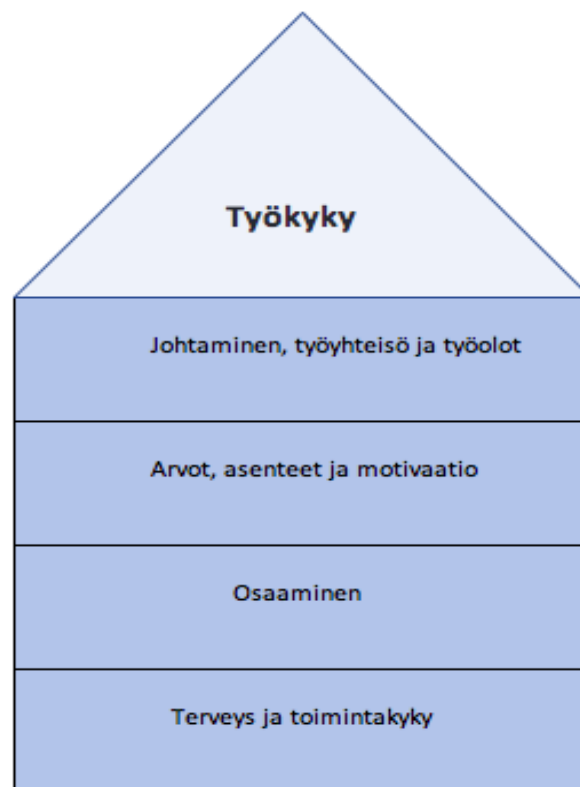 Työkyky
Johtaminen, työyhteisö ja työolot
Arvot, asenteet ja motivaatio
Osaaminen
Terveys ja toimintakyky